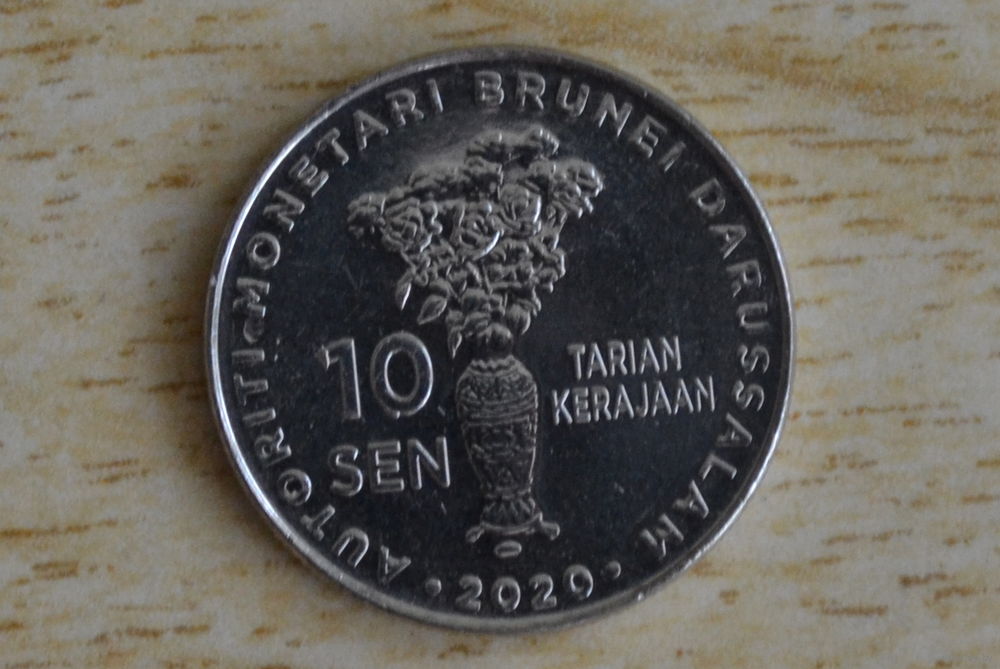 AUTORITI MONETARI BRUNEI DARUSSALAM
10
SEN
TARIAN
KERAJAAN
• 2020 •